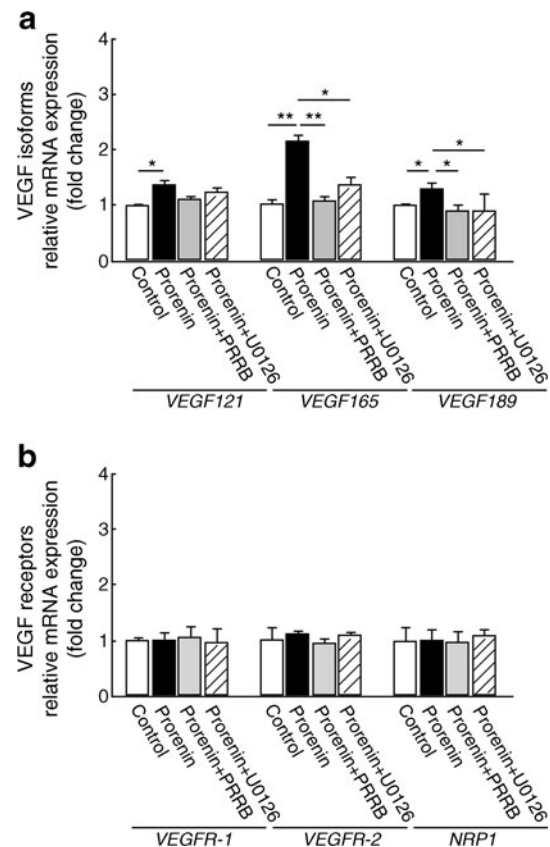 a
VEGF isoforms
relative mRNA expression
(fold change)
4
3
2
1
0
*
**
**
*
*
*
*
Control
Prorenin
Prorenin+PRRB
Prorenin+U0126
Control
Prorenin
Prorenin+PRRB
Prorenin+U0126
Control
Prorenin
Prorenin+PRRB
Prorenin+U0126
VEGF121
VEGF165
VEGF189
b
VEGF receptors
relative mRNA expression
(fold change)
4
3
2
1
0
Control
Prorenin
Prorenin+PRRB
Prorenin+U0126
Control
Prorenin
Prorenin+PRRB
Prorenin+U0126
Control
Prorenin
Prorenin+PRRB
Prorenin+U0126
VEGFR-1
VEGFR-2
NRP1